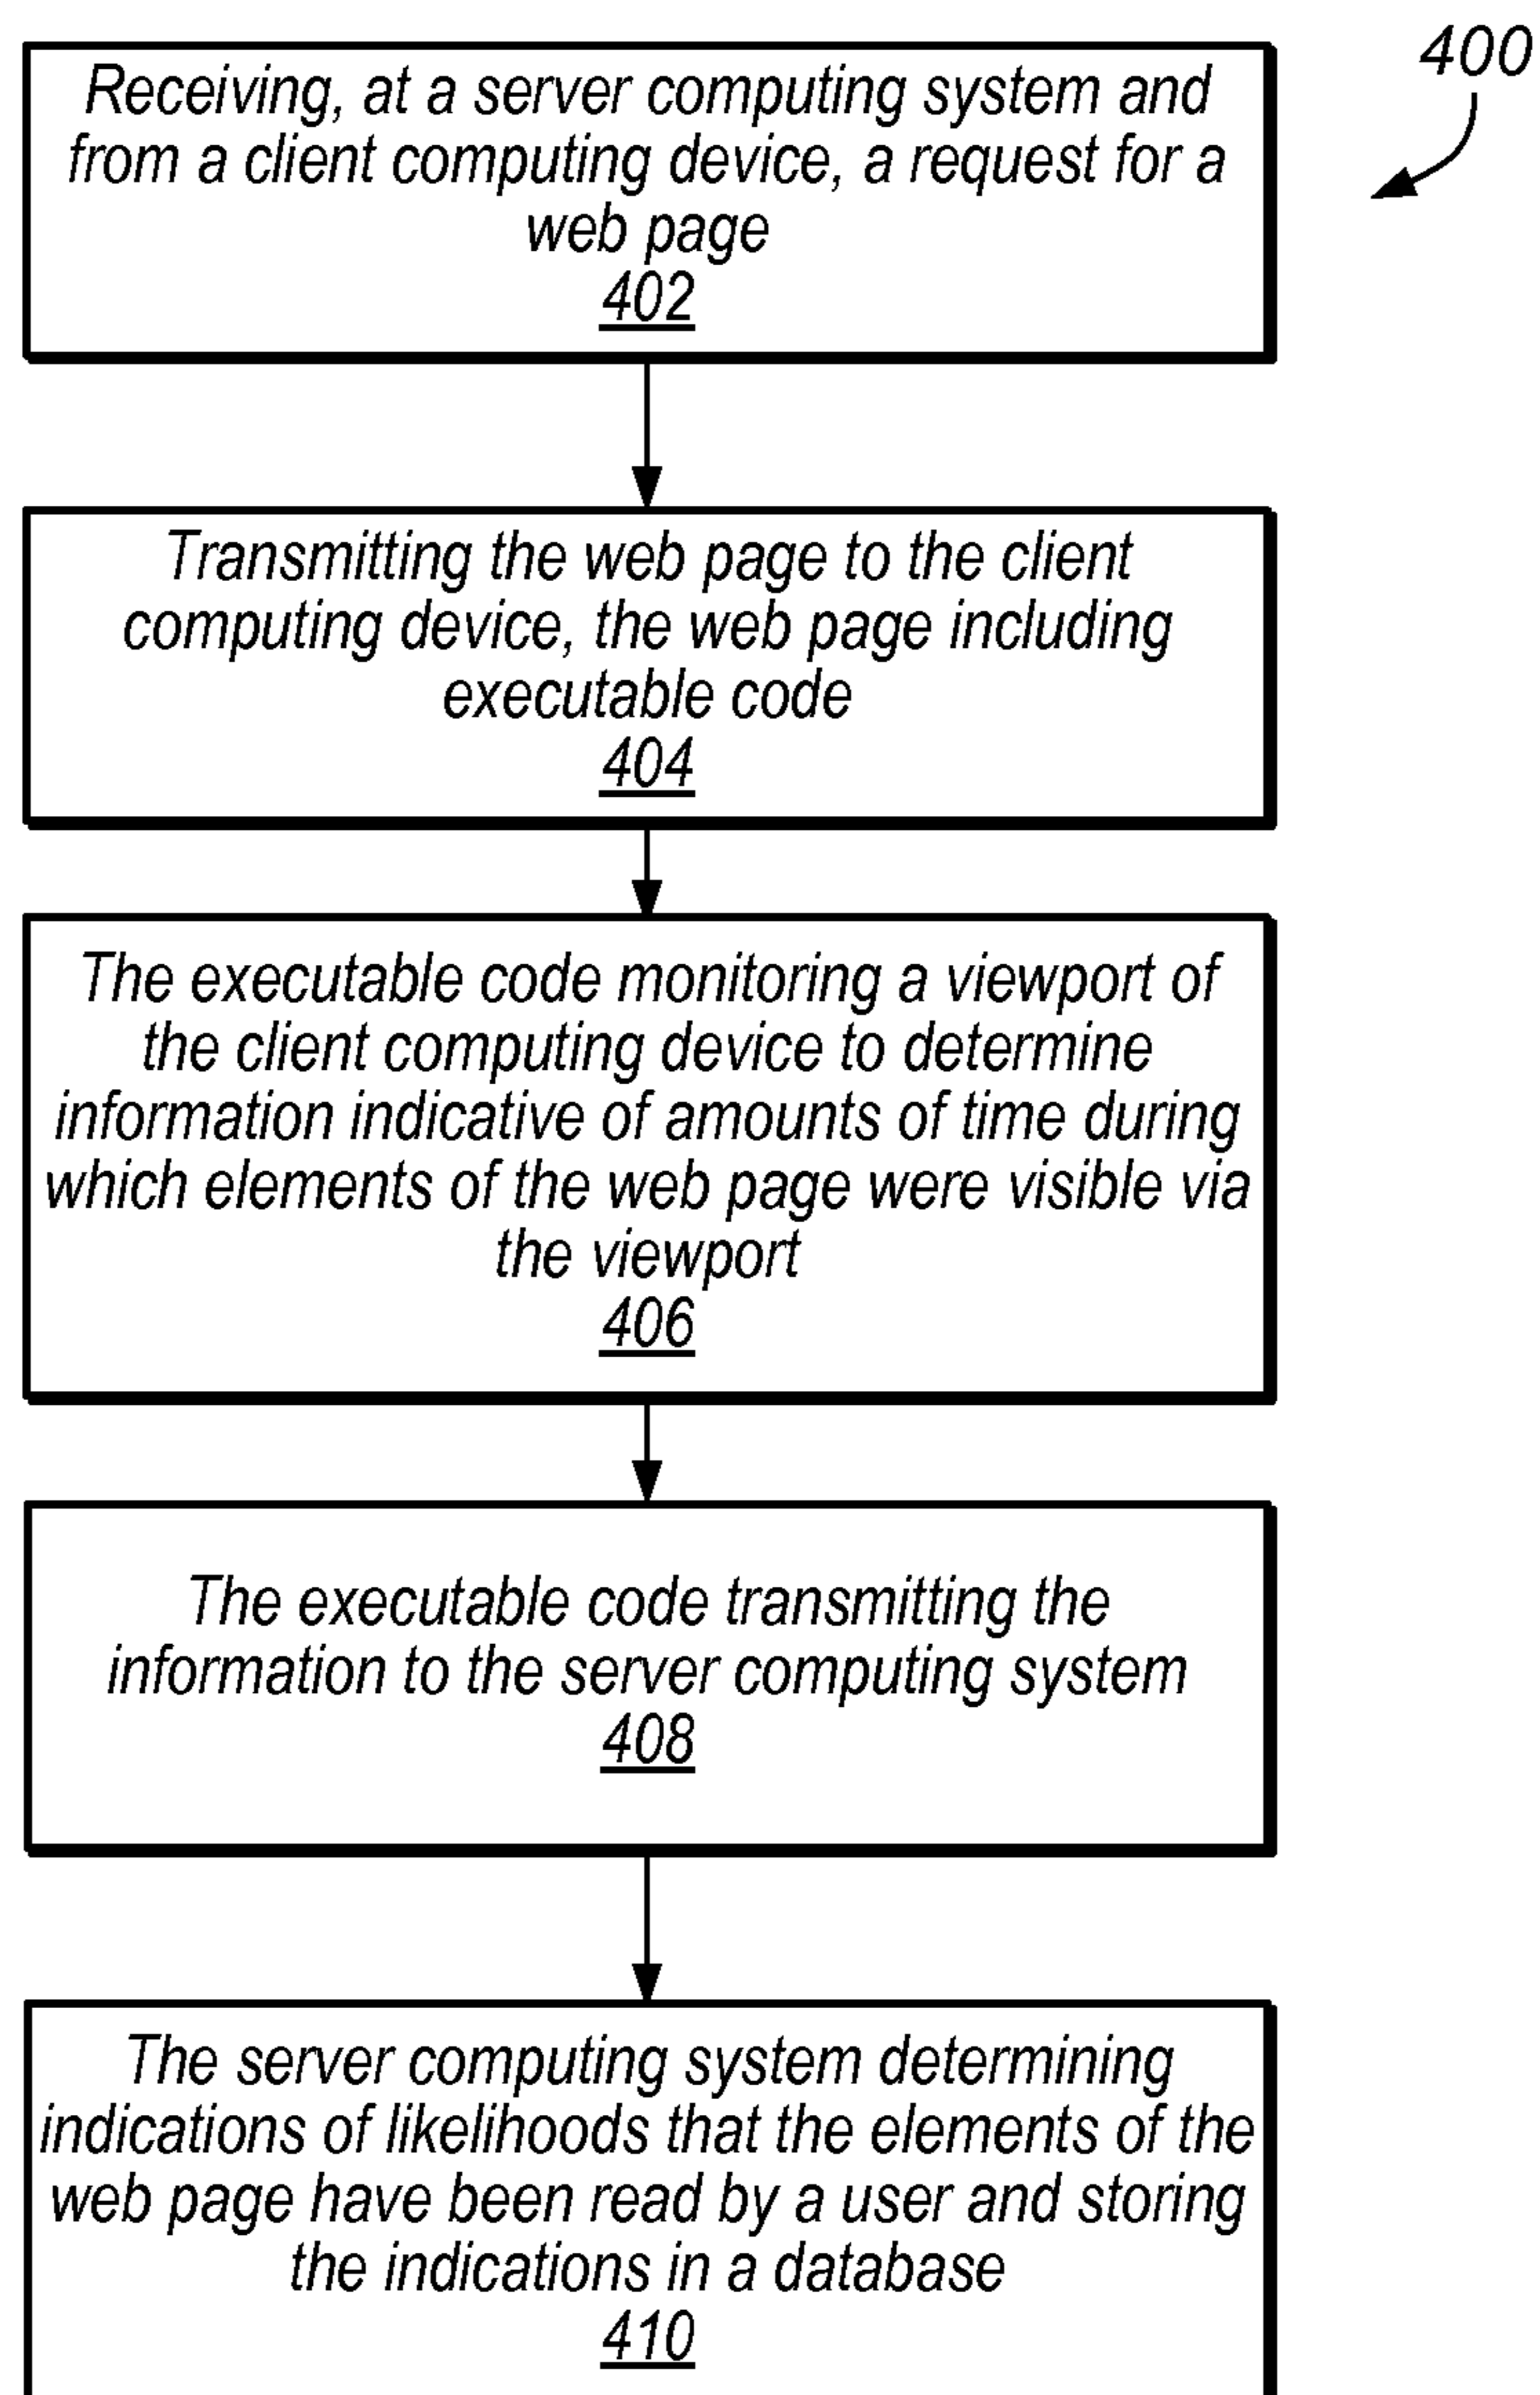 400
Receiving, at a server computing system and
from a client computing device, a request for a
web page
402
Transmitting the web page to the client
computing device, the web page including
executable code
404
The executable code monitoring a viewport of
the client computing device to determine
information indicative of amounts of time during
which elements of the web page were visible via
the viewport
406
The executable code transmitting the
information to the server computing system
408
The server computing system determining
indications of likelihoods that the elements of the
web page have been read by a user and storing
the indications in a database
410